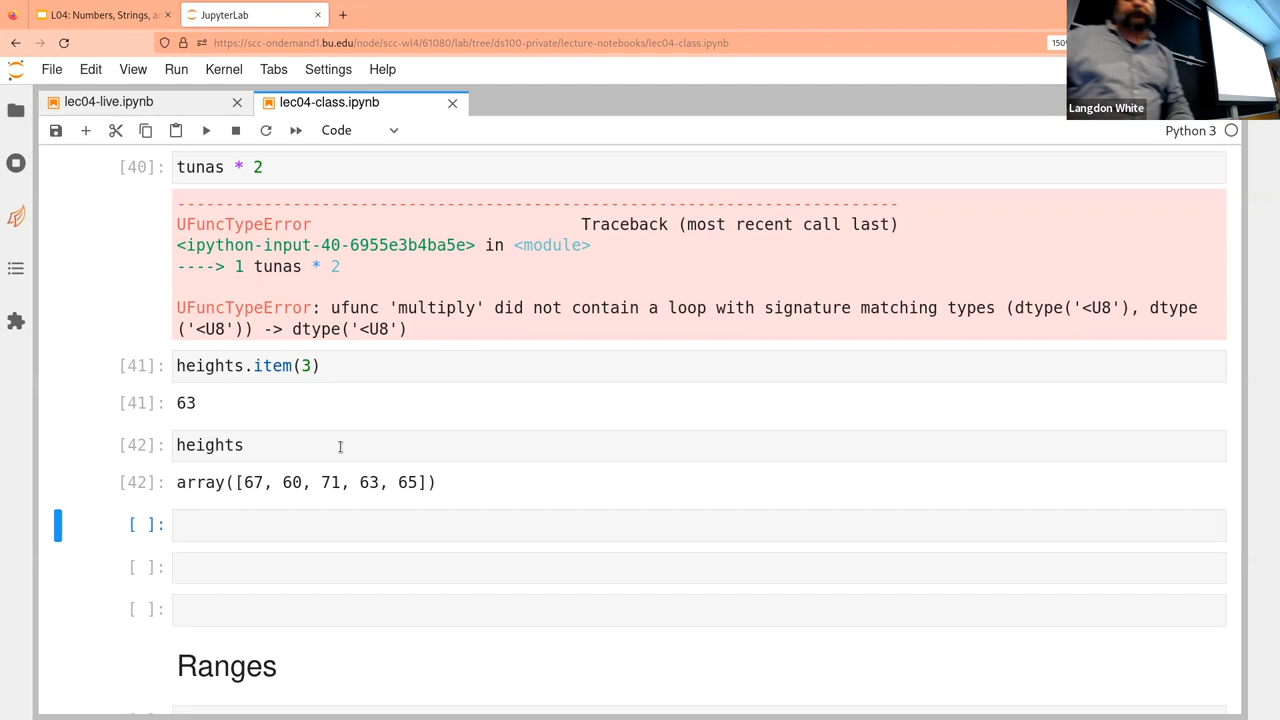 L04: Numbers, Strings, a
JupyterLab
https://scc-ondemand1.bu.edu/node/scc-wl4/61080/lab/tree/ds100-private/lecture-notebooks/lec04-class.ipynb
150
File Edit View Run Kernel Tabs Settings Help
Langdon White
lec04-live.ipynb
lec04-class.ipynb
Code
Python 3
[40]: tunas * 2
---------------------------------------------------------------------------
UFuncTypeError Traceback (most recent call last)
<ipython-input-40-6955e3b4ba5e> in <module>
----> 1 tunas * 2
UFuncTypeError: ufunc 'multiply' did not contain a loop with signature matching types (dtype('<U8'), dtype
('<U8')) -> dtype('<U8')
[41]: heights.item(3)
[41]: 63
[42]: heights
[42]: array([67, 60, 71, 63, 65])
[ ]:
[ ]:
[ ]:
Ranges